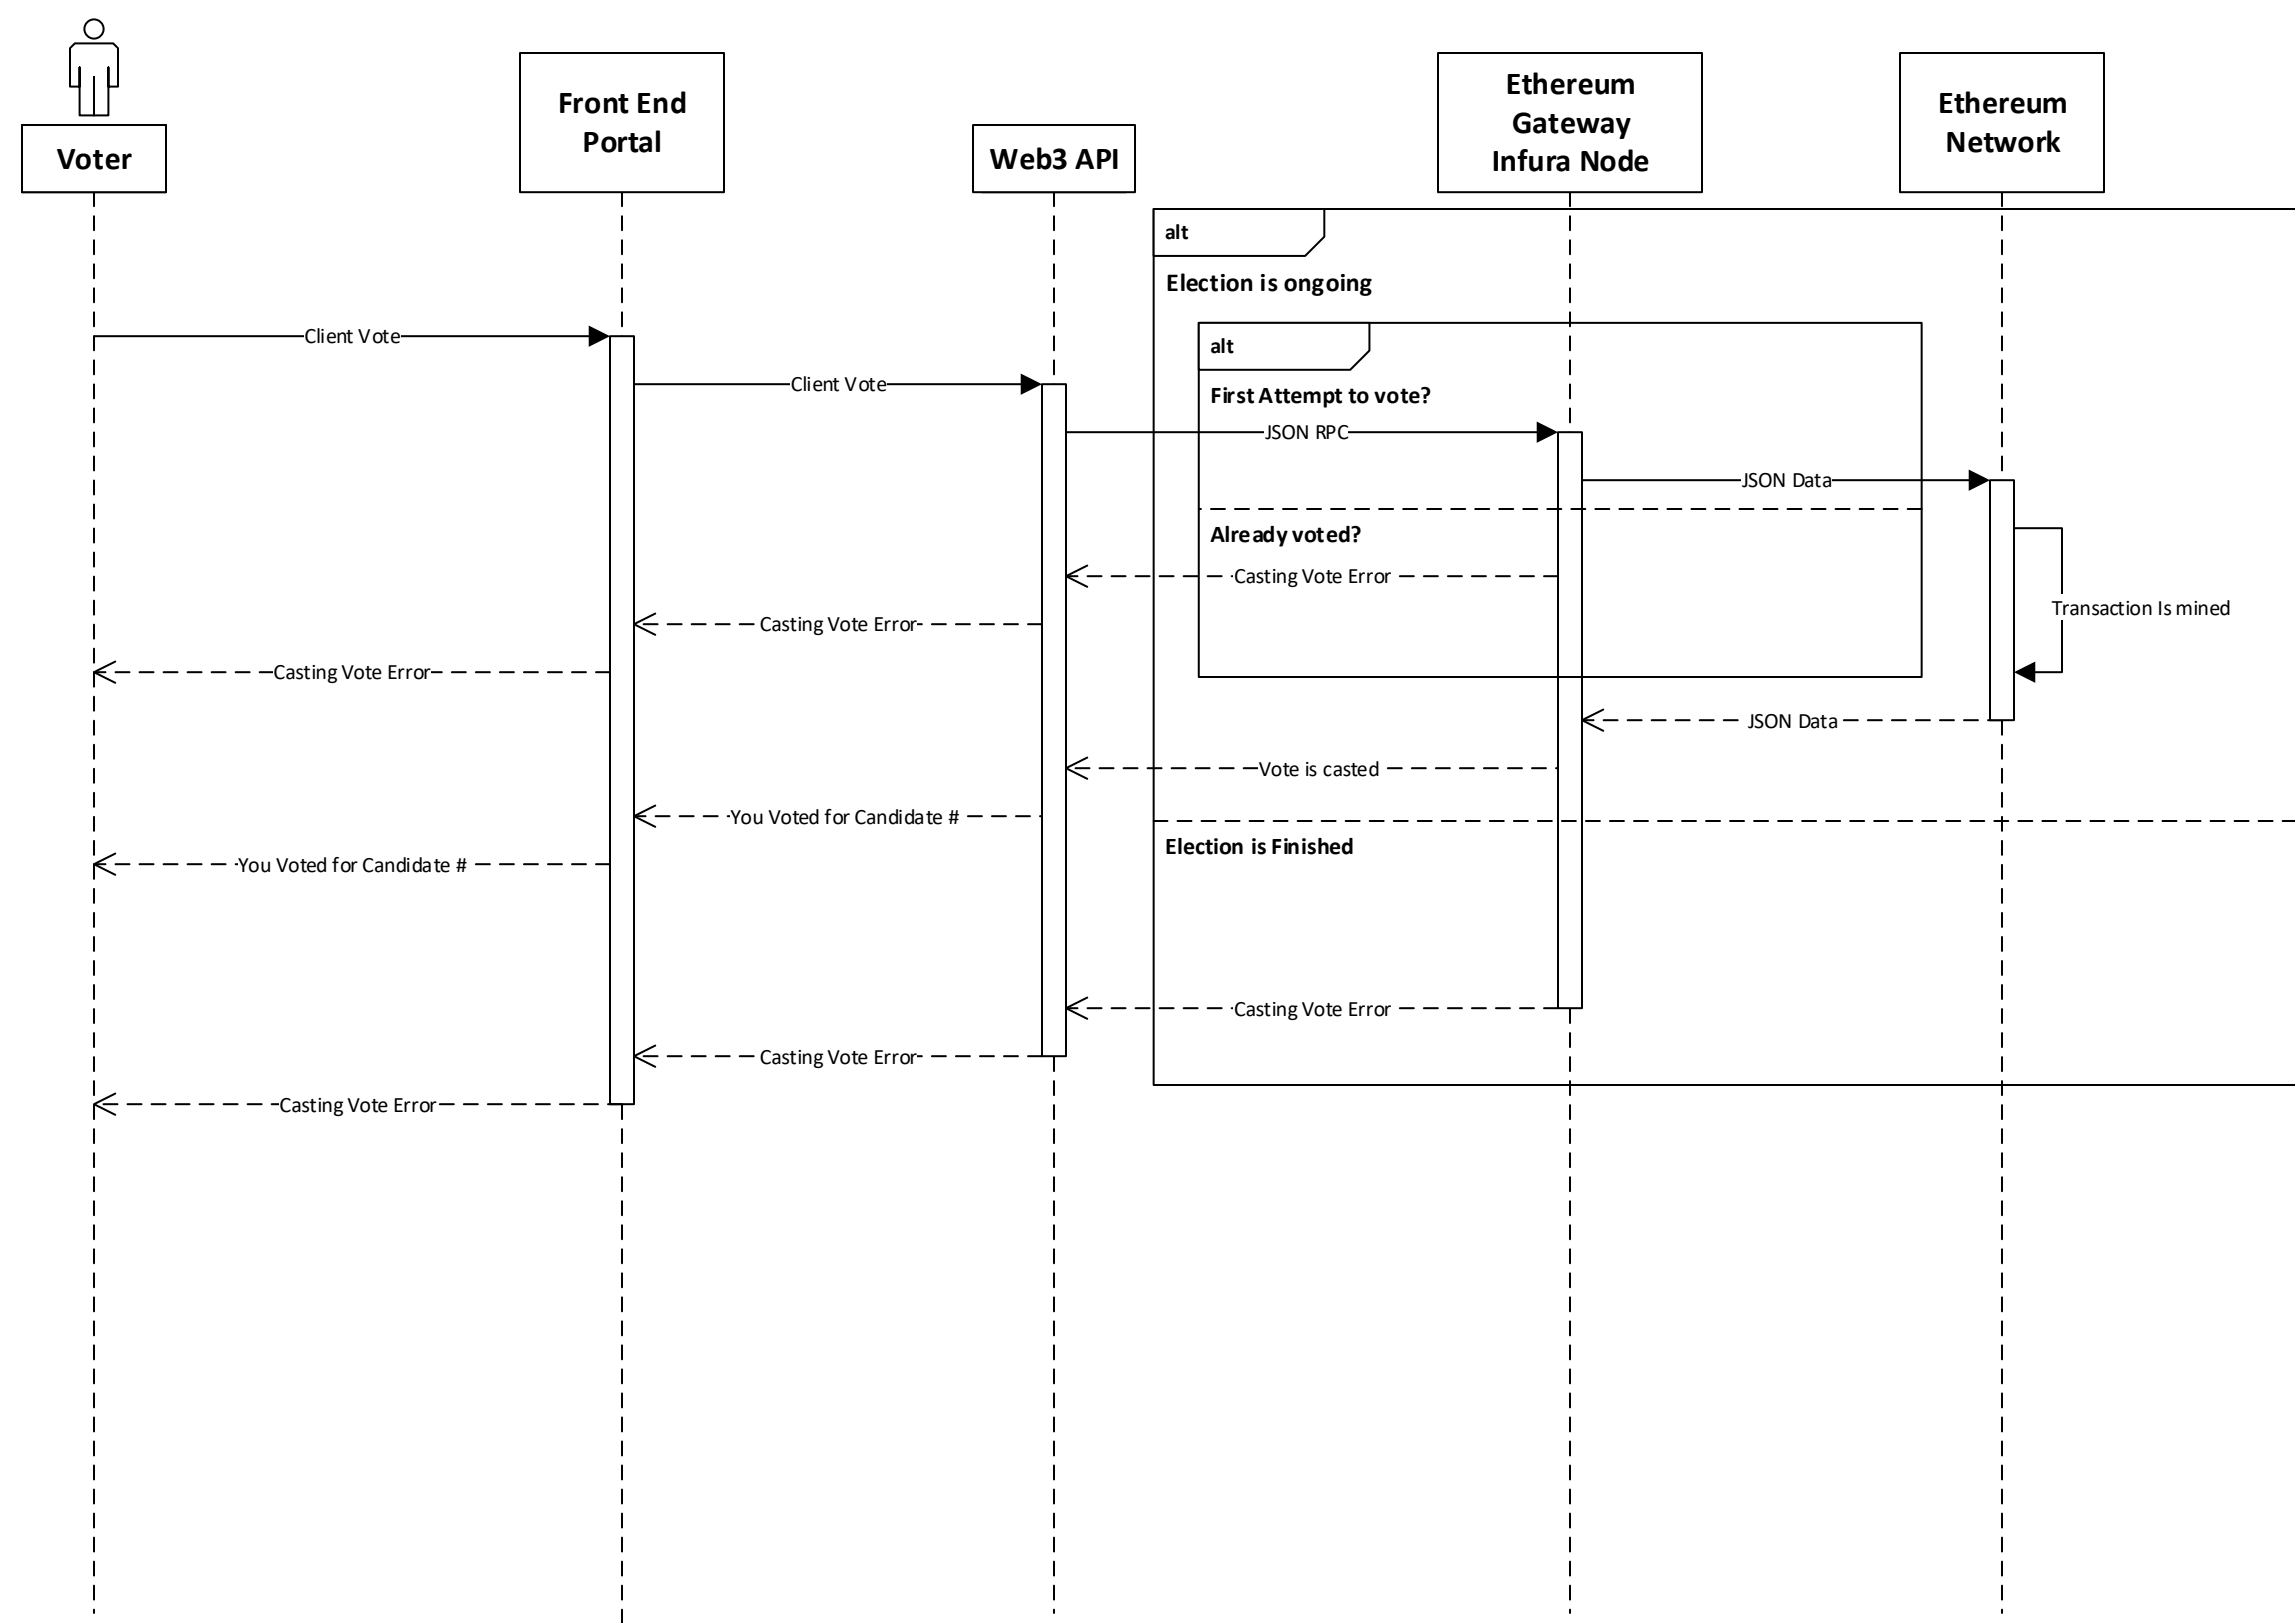 Voter
Front End
Portal
Web3 API
Ethereum
Gateway
Infura Node
Ethereum
Network
alt
Election is ongoing
alt
Client Vote
Client Vote
First Attempt to vote?
JSON RPC
JSON Data
Already voted?
Casting Vote Error
Transaction Is mined
Casting Vote Error
Casting Vote Error
JSON Data
Vote is casted
You Voted for Candidate #
Election is Finished
You Voted for Candidate #
Casting Vote Error
Casting Vote Error
Casting Vote Error